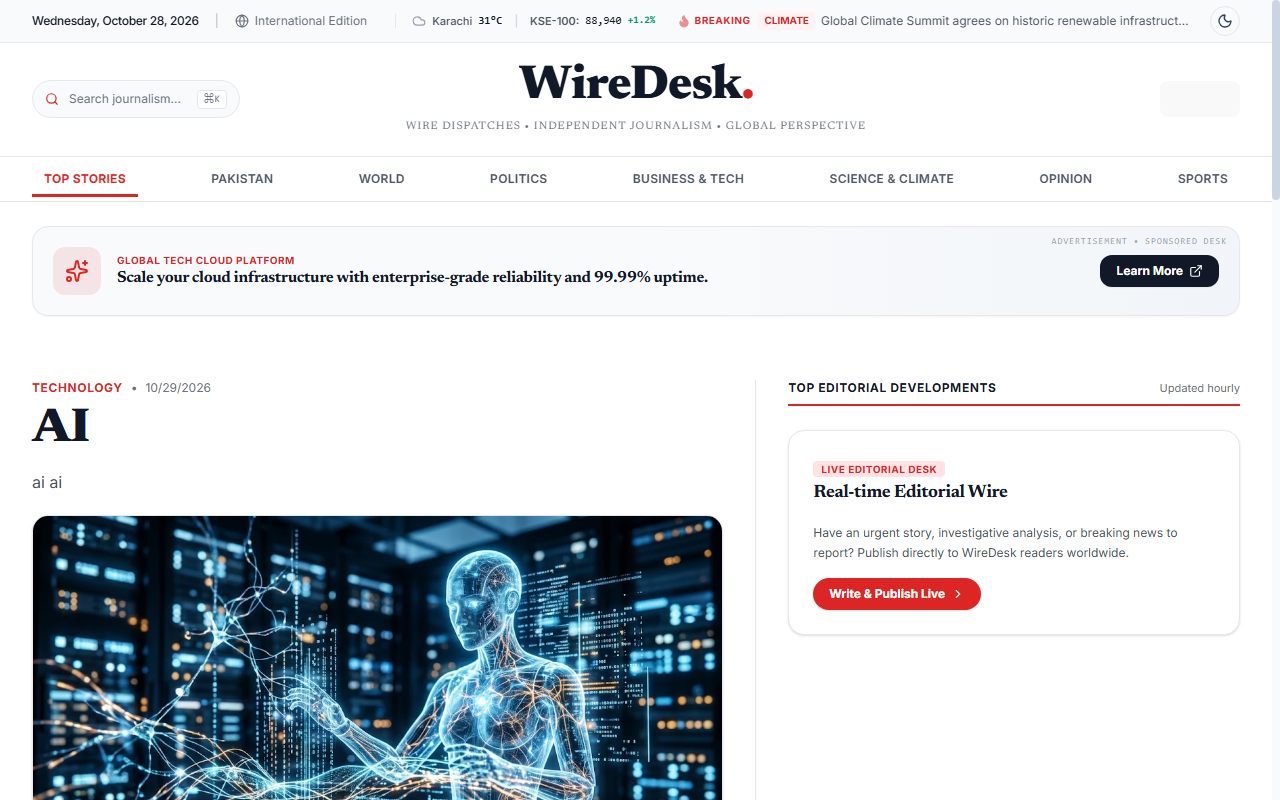 Wednesday, October 28, 2026 | International Edition Karachi 31°C KSE-100: 88,940 +1.2% BREAKING CLIMATE Global Climate Summit agrees on historic renewable infrastruct...
Search journalism... ⌘K
WireDesk.
WIRE DISPATCHES • INDEPENDENT JOURNALISM • GLOBAL PERSPECTIVE
TOP STORIES PAKISTAN WORLD POLITICS BUSINESS & TECH SCIENCE & CLIMATE OPINION SPORTS
ADVERTISEMENT • SPONSORED DESK
GLOBAL TECH CLOUD PLATFORM
Scale your cloud infrastructure with enterprise-grade reliability and 99.99% uptime.
Learn More
TECHNOLOGY • 10/29/2026
AI
ai ai
TOP EDITORIAL DEVELOPMENTS Updated hourly
LIVE EDITORIAL DESK
Real-time Editorial Wire
Have an urgent story, investigative analysis, or breaking news to
report? Publish directly to WireDesk readers worldwide.
Write & Publish Live